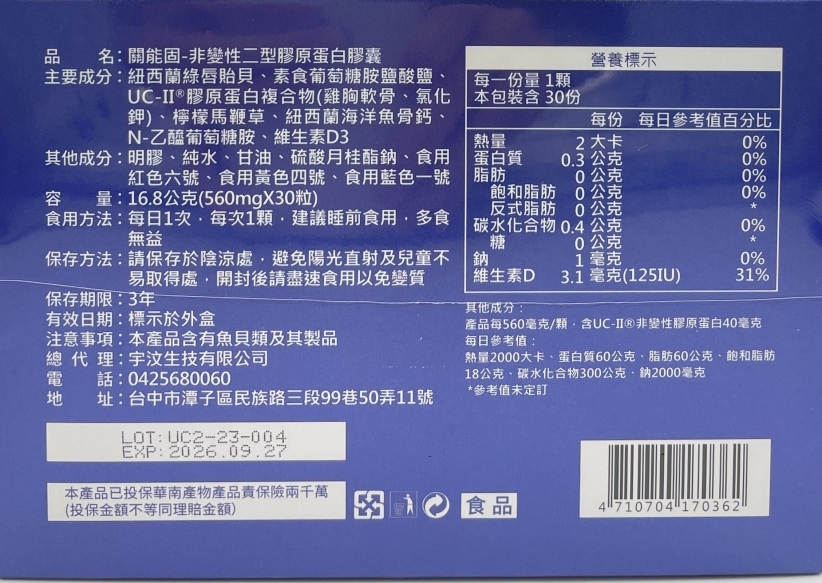 品　　名：關能固-非變性二型膠原蛋白膠囊
主要成分：紐西蘭綠唇貽貝、素食葡萄糖胺鹽酸鹽、
UC-II®膠原蛋白複合物(雞胸軟骨、氯化
鉀)、檸檬馬鞭草、紐西蘭海洋魚骨鈣、
N-乙醯葡萄糖胺、維生素D3
其他成分：明膠、純水、甘油、硫酸月桂酯鈉、食用
紅色六號、食用黃色四號、食用藍色一號
容　　量：16.8公克(560mgX30粒)
食用方法：每日1次，每次1顆，建議睡前食用，多食
無益
保存方法：請保存於陰涼處，避免陽光直射及兒童不
易取得處，開封後請盡速食用以免變質
保存期限：3年
有效日期：標示於外盒
注意事項：本產品含有魚貝類及其製品
總 代 理：宇汶生技有限公司
電　　話：0425680060
地　　址：台中市潭子區民族路三段99巷50弄11號
LOT:UC2-23-004
EXP:2026.09.27
本產品已投保華南產物產品責保險兩千萬
(投保金額不等同理賠金額)
營養標示
每一份量 1顆
本包裝含 30份
每份 每日參考值百分比
熱量 2 大卡 0%
蛋白質 0.3 公克 0%
脂肪 0 公克 0%
飽和脂肪 0 公克 0%
反式脂肪 0 公克 *
碳水化合物 0.4 公克 0%
糖 0 公克 *
鈉 1 毫克 0%
維生素D 3.1 毫克(125IU) 31%
其他成分：
產品每560毫克/顆，含UC-II®非變性膠原蛋白40毫克
每日參考值：
熱量2000大卡、蛋白質60公克、脂肪60公克、飽和脂肪
18公克、碳水化合物300公克、鈉2000毫克
*參考值未定訂
食品
4 710704 170362